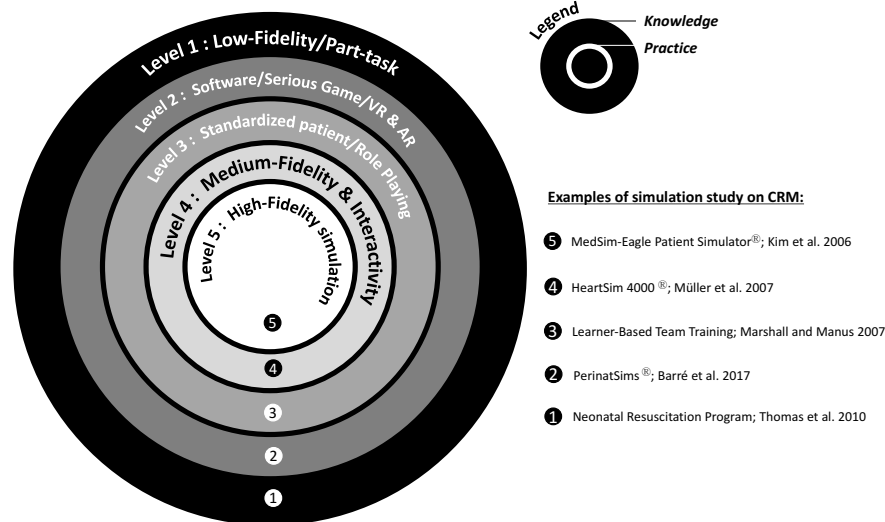 Level 1 : Low-Fidelity/Part-task
Level 2 : Software/Serious Game/VR & AR
Level 3 : Standardized patient/Role Playing
Level 4 : Medium-Fidelity & Interactivity
Level 5 : High-Fidelity simulation
5
4
3
2
1
Legend
Knowledge
Practice
Examples of simulation study on CRM:
5 MedSim-Eagle Patient Simulator®; Kim et al. 2006
4 HeartSim 4000 ®; Müller et al. 2007
3 Learner-Based Team Training; Marshall and Manus 2007
2 PerinatSims ®; Barré et al. 2017
1 Neonatal Resuscitation Program; Thomas et al. 2010